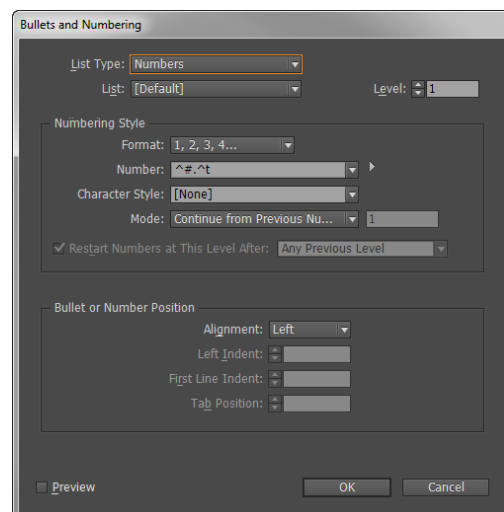 Bullets and Numbering
List Type: Numbers
List: [Default] Level: 1
Numbering Style
Format: 1, 2, 3, 4...
Number: ^#.^t
Character Style: [None]
Mode: Continue from Previous Nu... 1
Restart Numbers at This Level After: Any Previous Level
Bullet or Number Position
Alignment: Left
Left Indent:
First Line Indent:
Tab Position:
Preview OK Cancel